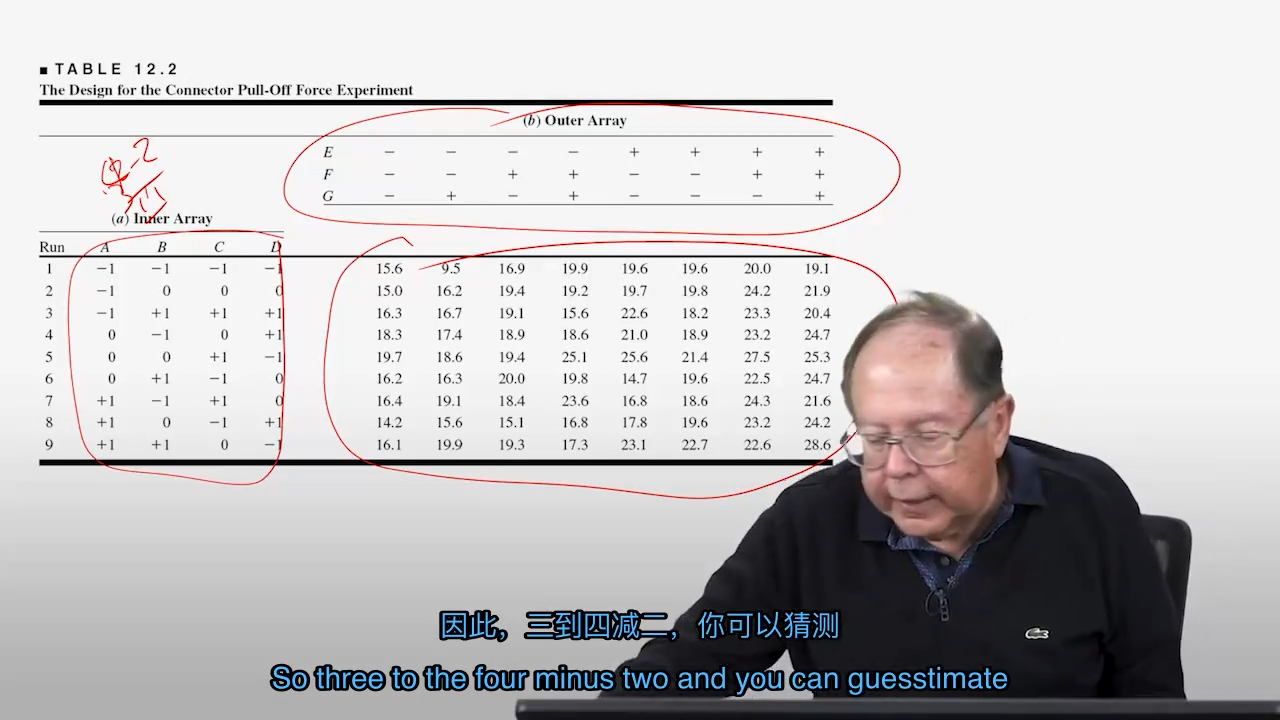 ■ TABLE 12.2
The Design for the Connector Pull-Off Force Experiment
(b) Outer Array
E − − − − + + + +
F − − + + − − + +
G − + − + − − − +
4-2
3
III
(a) Inner Array
Run A B C D
1 −1 −1 −1 −1 15.6 9.5 16.9 19.9 19.6 19.6 20.0 19.1
2 −1 0 0 0 15.0 16.2 19.4 19.2 19.7 19.8 24.2 21.9
3 −1 +1 +1 +1 16.3 16.7 19.1 15.6 22.6 18.2 23.3 20.4
4 0 −1 0 +1 18.3 17.4 18.9 18.6 21.0 18.9 23.2 24.7
5 0 0 +1 −1 19.7 18.6 19.4 25.1 25.6 21.4 27.5 25.3
6 0 +1 −1 0 16.2 16.3 20.0 19.8 14.7 19.6 22.5 24.7
7 +1 −1 +1 0 16.4 19.1 18.4 23.6 16.8 18.6 24.3 21.6
8 +1 0 −1 +1 14.2 15.6 15.1 16.8 17.8 19.6 23.2 24.2
9 +1 +1 0 −1 16.1 19.9 19.3 17.3 23.1 22.7 22.6 28.6
因此，三到四减二，你可以猜测
So three to the four minus two and you can guesstimate